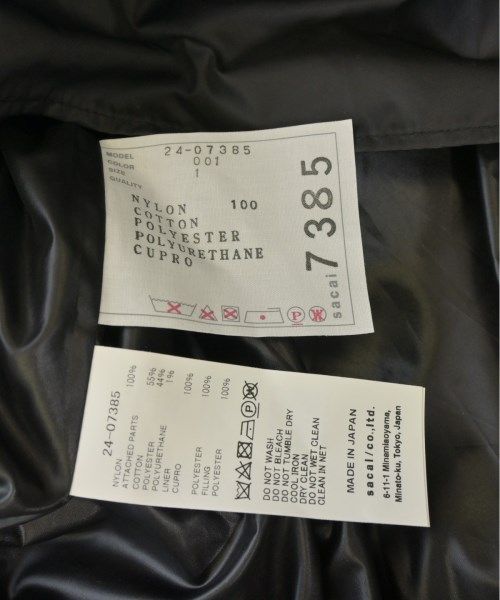 MODEL 24-07385
COLOR 001
SIZE 1
QUALITY
NYLON 100
COTTON
POLYESTER
POLYURETHANE
CUPRO
P W
sacai 7385
24-07385
NYLON 100%
ATTACHED PARTS
COTTON 55%
POLYESTER 44%
POLYURETHANE 1%
LINER
CUPRO 100%
POLYESTER 100%
FILLING
POLYESTER 100%
P W
DO NOT WASH
DO NOT BLEACH
DO NOT TUMBLE DRY
COOL IRON
DRY CLEAN
DO NOT WET CLEAN
CLEAN IN NET
MADE IN JAPAN
sacai/co.,ltd.
6-11-1 Minamiaoyama,
Minato-ku, Tokyo, Japan